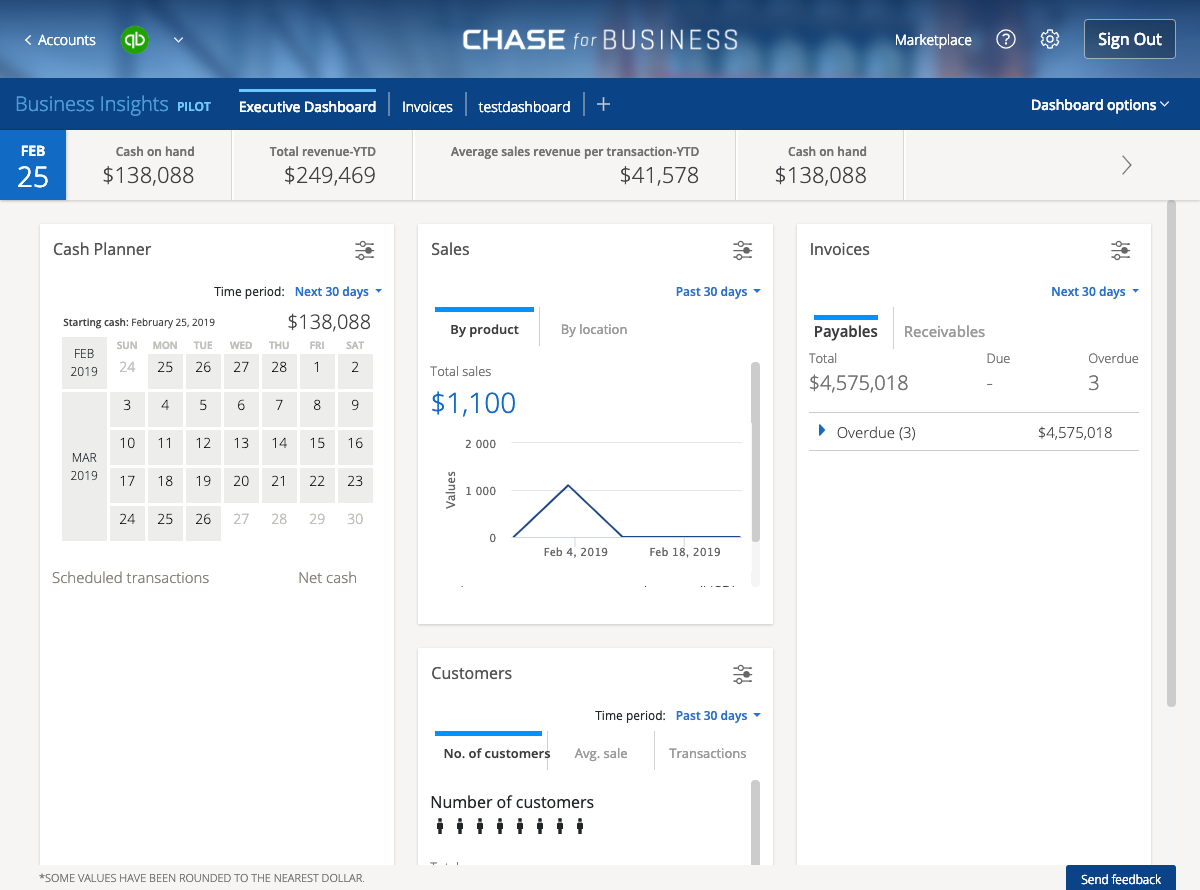 Accounts
qb
CHASE for BUSINESS
Marketplace
?
Sign Out
Business Insights PILOT
Executive Dashboard
Invoices
testdashboard
+
Dashboard options
FEB
25
Cash on hand
$138,088
Total revenue-YTD
$249,469
Average sales revenue per transaction-YTD
$41,578
Cash on hand
$138,088
Cash Planner
Time period: Next 30 days
Starting cash: February 25, 2019 $138,088
SUN MON TUE WED THU FRI SAT
FEB
2019
24 25 26 27 28 1 2
MAR
2019
3 4 5 6 7 8 9
10 11 12 13 14 15 16
17 18 19 20 21 22 23
24 25 26 27 28 29 30
Scheduled transactions Net cash
Sales
Past 30 days
By product By location
Total sales
$1,100
2 000
1 000
0
Values
Feb 4, 2019 Feb 18, 2019
Customers
Time period: Past 30 days
No. of customers Avg. sale Transactions
Number of customers
Invoices
Next 30 days
Payables Receivables
Total Due Overdue
$4,575,018 - 3
Overdue (3) $4,575,018
*SOME VALUES HAVE BEEN ROUNDED TO THE NEAREST DOLLAR.
Send feedback